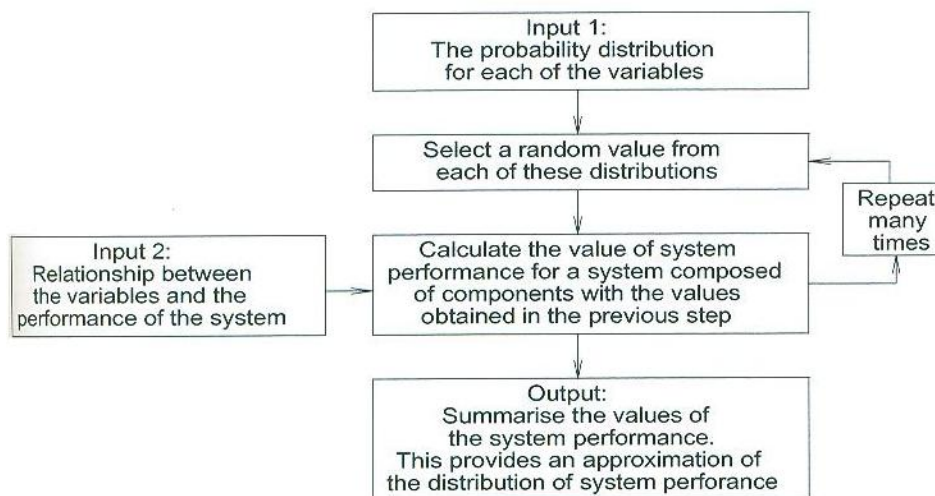 Input 1:
The probability distribution
for each of the variables
Select a random value from
each of these distributions
Repeat
many
times
Input 2:
Relationship between
the variables and the
performance of the system
Calculate the value of system
performance for a system composed
of components with the values
obtained in the previous step
Output:
Summarise the values of
the system performance.
This provides an approximation of
the distribution of system perforance